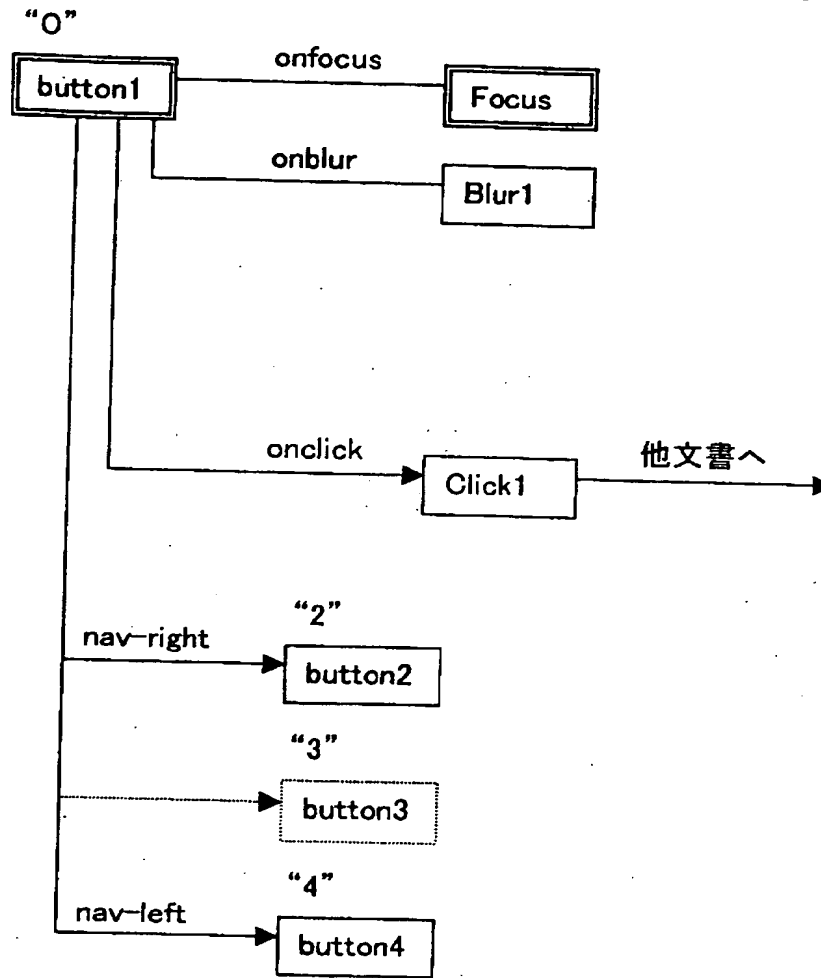 “0”
button1
onfocus
Focus
onblur
Blur1
onclick
Click1
他文書へ
“2”
nav-right
button2
“3”
button3
“4”
nav-left
button4